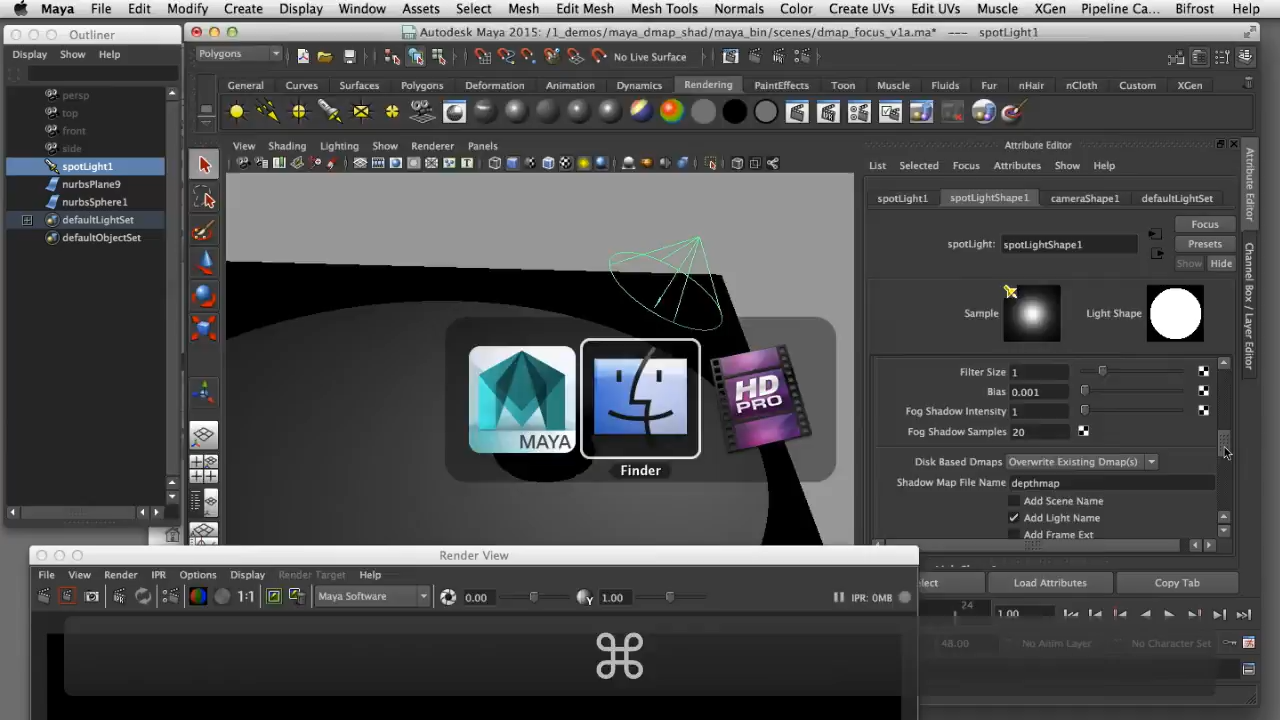 Maya File Edit Modify Create Display Window Assets Select Mesh Edit Mesh Mesh Tools Normals Color Create UVs Edit UVs Muscle XGen Pipeline Ca... Bifrost Help
Outliner
Display Show Help
persp
top
front
side
spotLight1
nurbsPlane9
nurbsSphere1
defaultLightSet
defaultObjectSet
Autodesk Maya 2015: /1_demos/maya_dmap_shad/maya_bin/scenes/dmap_focus_v1a.ma* --- spotLight1
Polygons
No Live Surface
General Curves Surfaces Polygons Deformation Animation Dynamics Rendering PaintEffects Toon Muscle Fluids Fur nHair nCloth Custom XGen
View Shading Lighting Show Renderer Panels
MAYA
HD
PRO
Finder
Attribute Editor
List Selected Focus Attributes Show Help
spotLight1 spotLightShape1 cameraShape1 defaultLightSet
Focus
spotLight: spotLightShape1
Presets
Show Hide
Sample
Light Shape
Filter Size 1
Bias 0.001
Fog Shadow Intensity 1
Fog Shadow Samples 20
Disk Based Dmaps Overwrite Existing Dmap(s)
Shadow Map File Name depthmap
Add Scene Name
Add Light Name
Add Frame Ext
Load Attributes Copy Tab
Attribute Editor
Channel Box / Layer Editor
24
1.00
48.00
No Anim Layer
No Character Set
Render View
File View Render IPR Options Display Render Target Help
1:1 Maya Software 0.00 1.00 IPR: 0MB
⌘